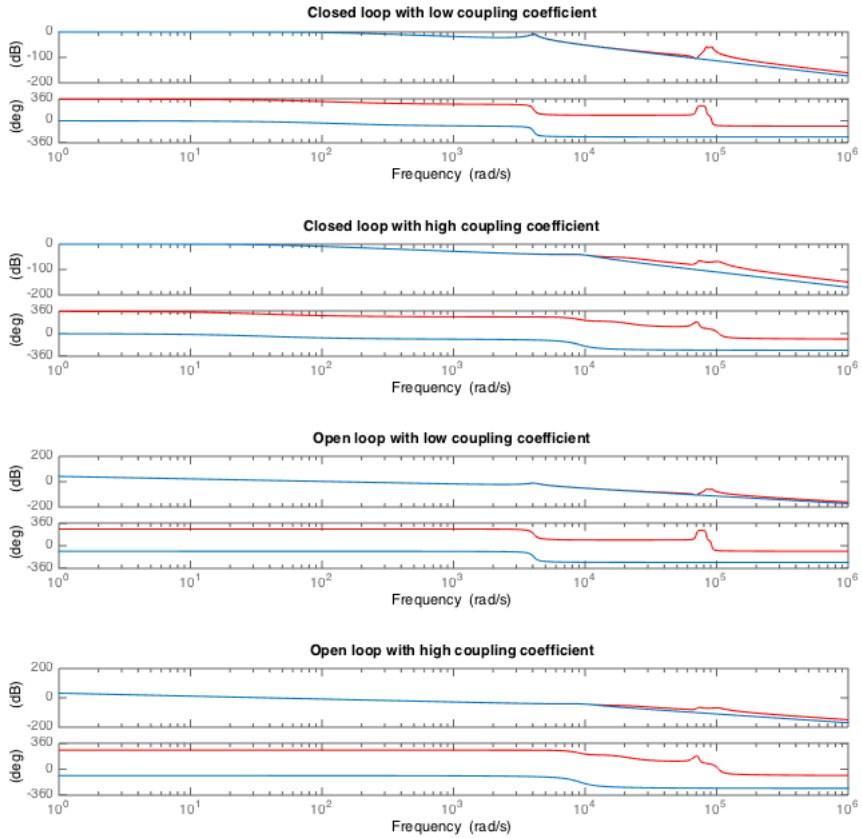 Closed loop with low coupling coefficient
(dB)
0
-100
-200
(deg)
360
0
-360
10^0 10^1 10^2 10^3 10^4 10^5 10^6
Frequency (rad/s)
Closed loop with high coupling coefficient
(dB)
0
-100
-200
(deg)
360
0
-360
10^0 10^1 10^2 10^3 10^4 10^5 10^6
Frequency (rad/s)
Open loop with low coupling coefficient
(dB)
200
0
-200
(deg)
360
0
-360
10^0 10^1 10^2 10^3 10^4 10^5 10^6
Frequency (rad/s)
Open loop with high coupling coefficient
(dB)
200
0
-200
(deg)
360
0
-360
10^0 10^1 10^2 10^3 10^4 10^5 10^6
Frequency (rad/s)